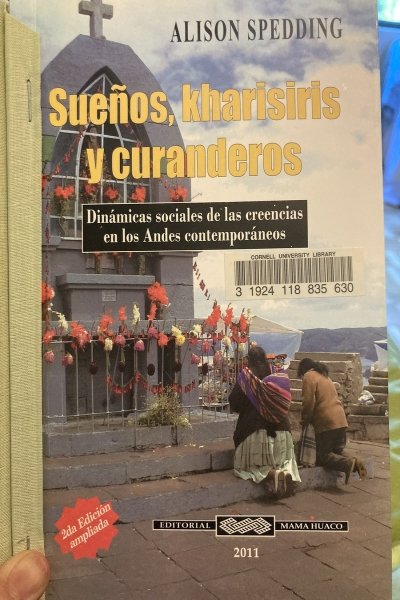 ALISON SPEDDING
Sueños, kharisiris
y curanderos
Dinámicas sociales de las creencias
en los Andes contemporáneos
CORNELL UNIVERSITY LIBRARY
3 1924 118 835 630
2da Edición
ampliada
EDITORIAL MAMA HUACO
2011